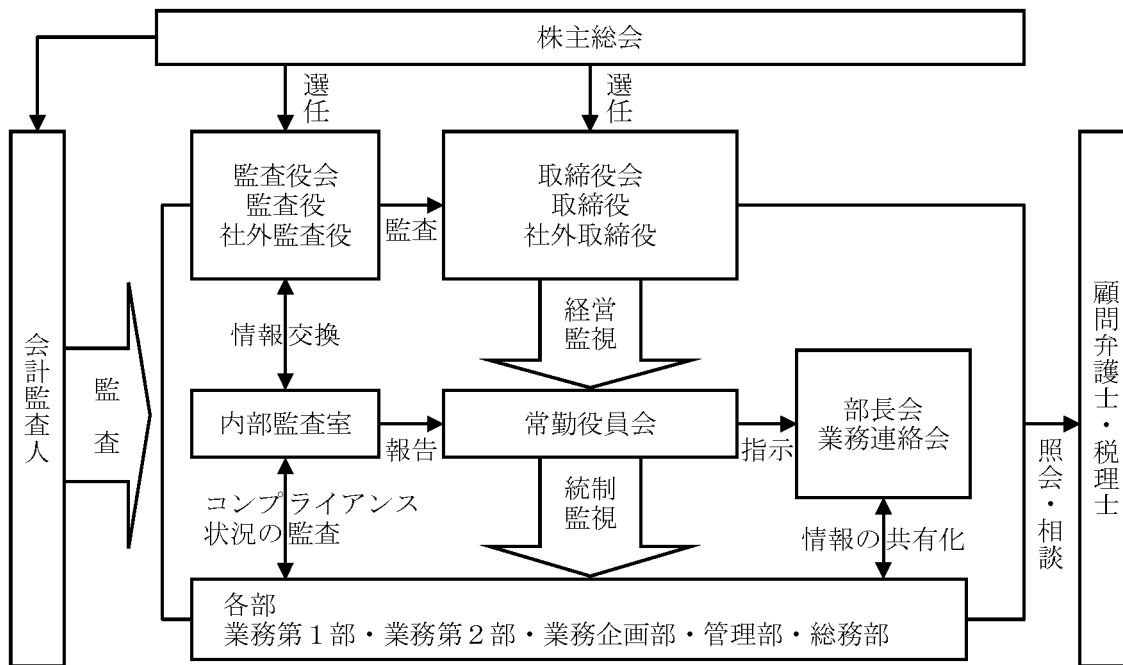 株主総会
選任
選任
監査役会
監査役
社外監査役
監査
取締役会
取締役
社外取締役
会計監査人
監査
情報交換
経営
監視
顧問弁護士・税理士
内部監査室
報告
常勤役員会
指示
部長会
業務連絡会
照会・相談
コンプライアンス
状況の監査
統制
監視
情報の共有化
各部
業務第1部・業務第2部・業務企画部・管理部・総務部